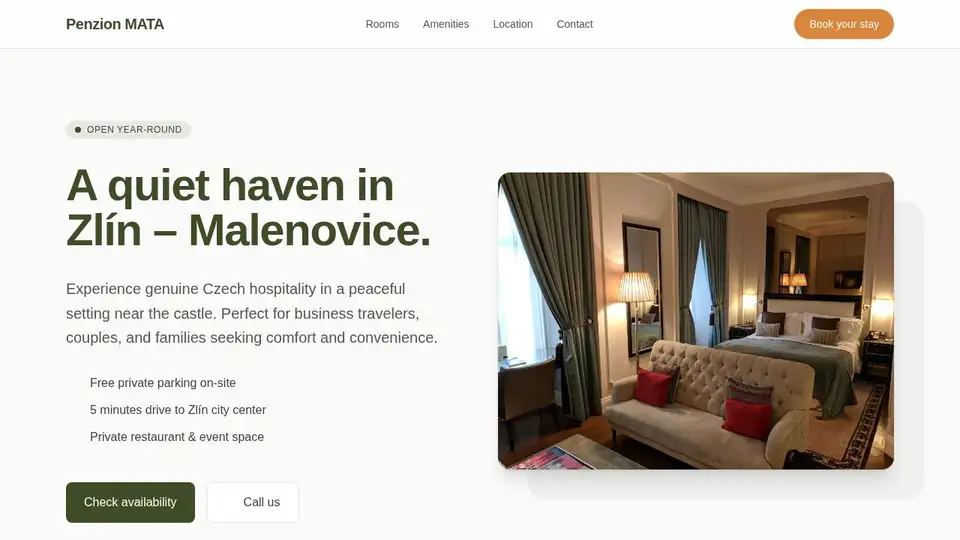 Penzion MATA
Rooms
Amenities
Location
Contact
Book your stay
OPEN YEAR-ROUND
A quiet haven in
Zlín – Malenovice.
Experience genuine Czech hospitality in a peaceful
setting near the castle. Perfect for business travelers,
couples, and families seeking comfort and convenience.
Free private parking on-site
5 minutes drive to Zlín city center
Private restaurant & event space
Check availability
Call us